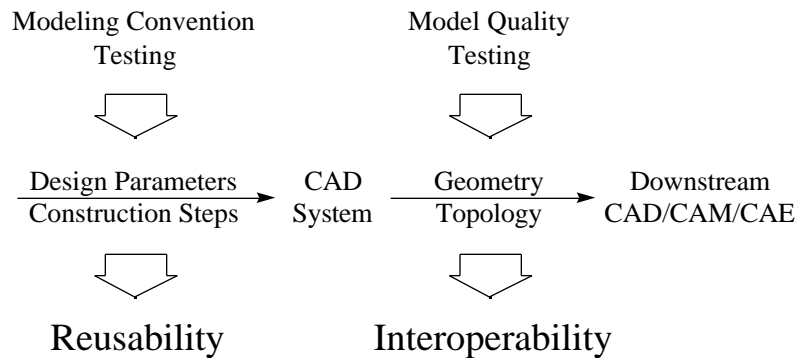 Modeling Convention
Testing
Model Quality
Testing
Design Parameters
Construction Steps
CAD
System
Geometry
Topology
Downstream
CAD/CAM/CAE
Reusability
Interoperability